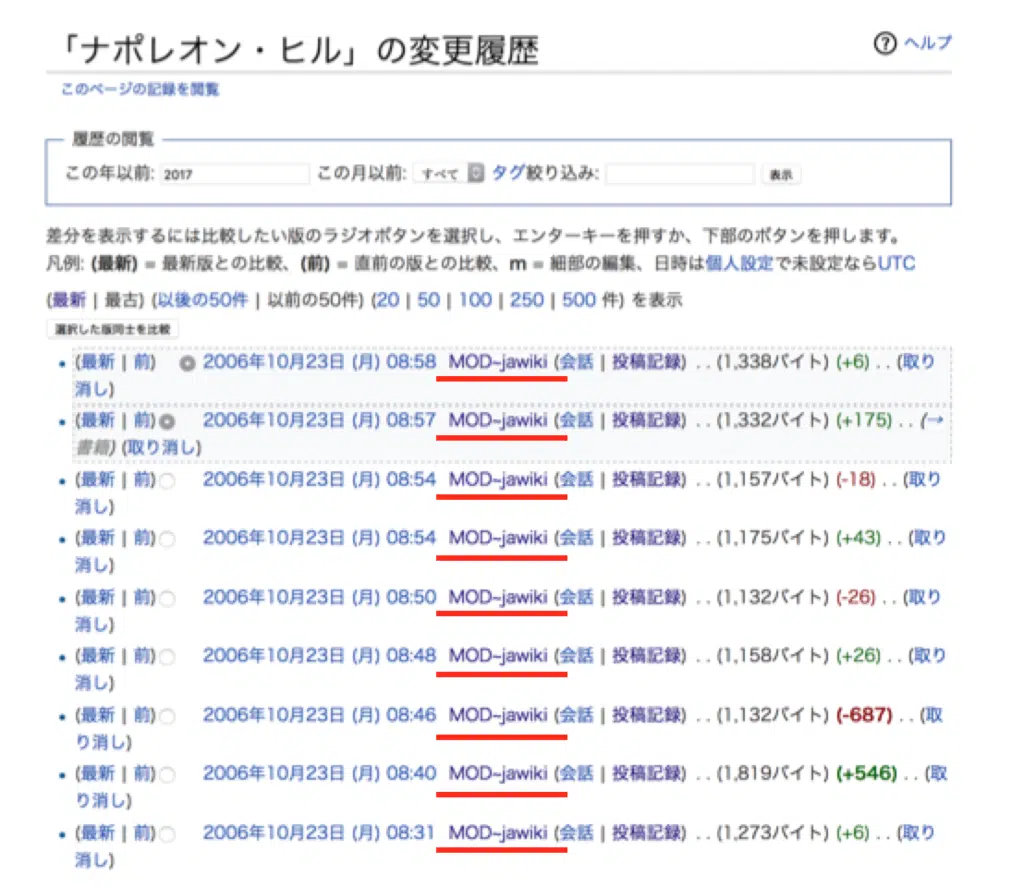 「ナポレオン・ヒル」の変更履歴
? ヘルプ
このページの記録を閲覧
履歴の閲覧
この年以前: 2017 この月以前: すべて タグ絞り込み: 表示
差分を表示するには比較したい版のラジオボタンを選択し、エンターキーを押すか、下部のボタンを押します。
凡例: (最新) = 最新版との比較、(前) = 直前の版との比較、m = 細部の編集、日時は個人設定で未設定ならUTC
(最新 | 最古) (以後の50件 | 以前の50件) (20 | 50 | 100 | 250 | 500 件) を表示
選択した版同士を比較
• (最新 | 前) 2006年10月23日 (月) 08:58 MOD~jawiki (会話 | 投稿記録) . . (1,338バイト) (+6) . . (取り
消し)
• (最新 | 前) 2006年10月23日 (月) 08:57 MOD~jawiki (会話 | 投稿記録) . . (1,332バイト) (+175) . . (→
書籍) (取り消し)
• (最新 | 前) 2006年10月23日 (月) 08:54 MOD~jawiki (会話 | 投稿記録) . . (1,157バイト) (-18) . . (取り
消し)
• (最新 | 前) 2006年10月23日 (月) 08:54 MOD~jawiki (会話 | 投稿記録) . . (1,175バイト) (+43) . . (取り
消し)
• (最新 | 前) 2006年10月23日 (月) 08:50 MOD~jawiki (会話 | 投稿記録) . . (1,132バイト) (-26) . . (取り
消し)
• (最新 | 前) 2006年10月23日 (月) 08:48 MOD~jawiki (会話 | 投稿記録) . . (1,158バイト) (+26) . . (取り
消し)
• (最新 | 前) 2006年10月23日 (月) 08:46 MOD~jawiki (会話 | 投稿記録) . . (1,132バイト) (-687) . . (取
り消し)
• (最新 | 前) 2006年10月23日 (月) 08:40 MOD~jawiki (会話 | 投稿記録) . . (1,819バイト) (+546) . . (取
り消し)
• (最新 | 前) 2006年10月23日 (月) 08:31 MOD~jawiki (会話 | 投稿記録) . . (1,273バイト) (+6) . . (取り
消し)